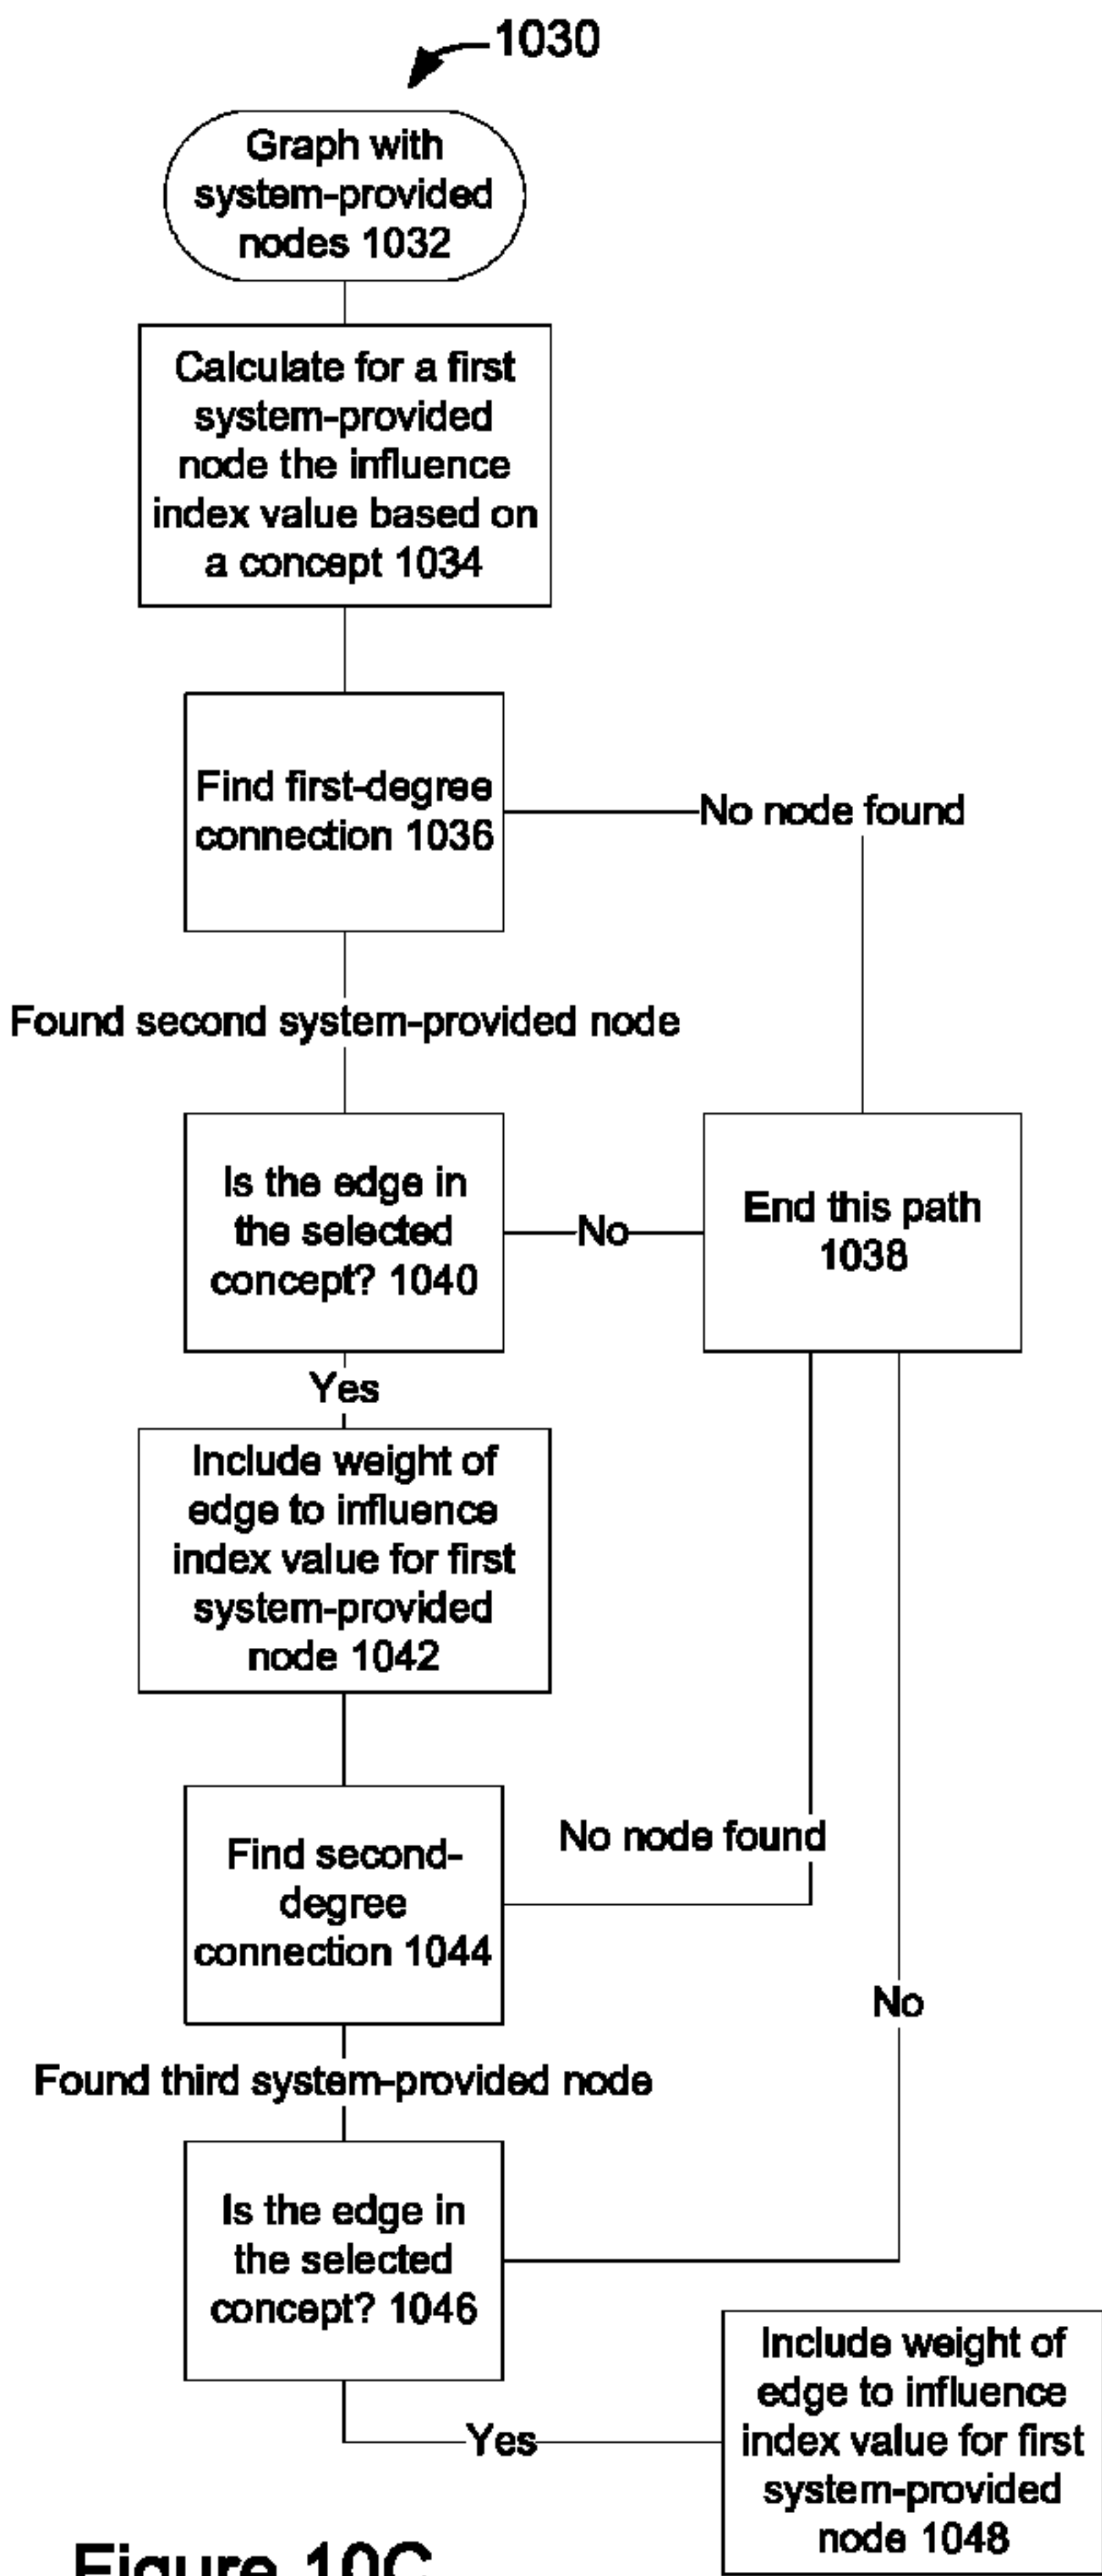 1030
Graph with
system-provided
nodes 1032
Calculate for a first
system-provided
node the influence
index value based on
a concept 1034
Find first-degree
connection 1036
No node found
Found second system-provided node
Is the edge in
the selected
concept? 1040
No
End this path
1038
Yes
Include weight of
edge to influence
index value for first
system-provided
node 1042
Find second-
degree
connection 1044
No node found
No
Found third system-provided node
Is the edge in
the selected
concept? 1046
Yes
Include weight of
edge to influence
index value for first
system-provided
node 1048
Figure 10C